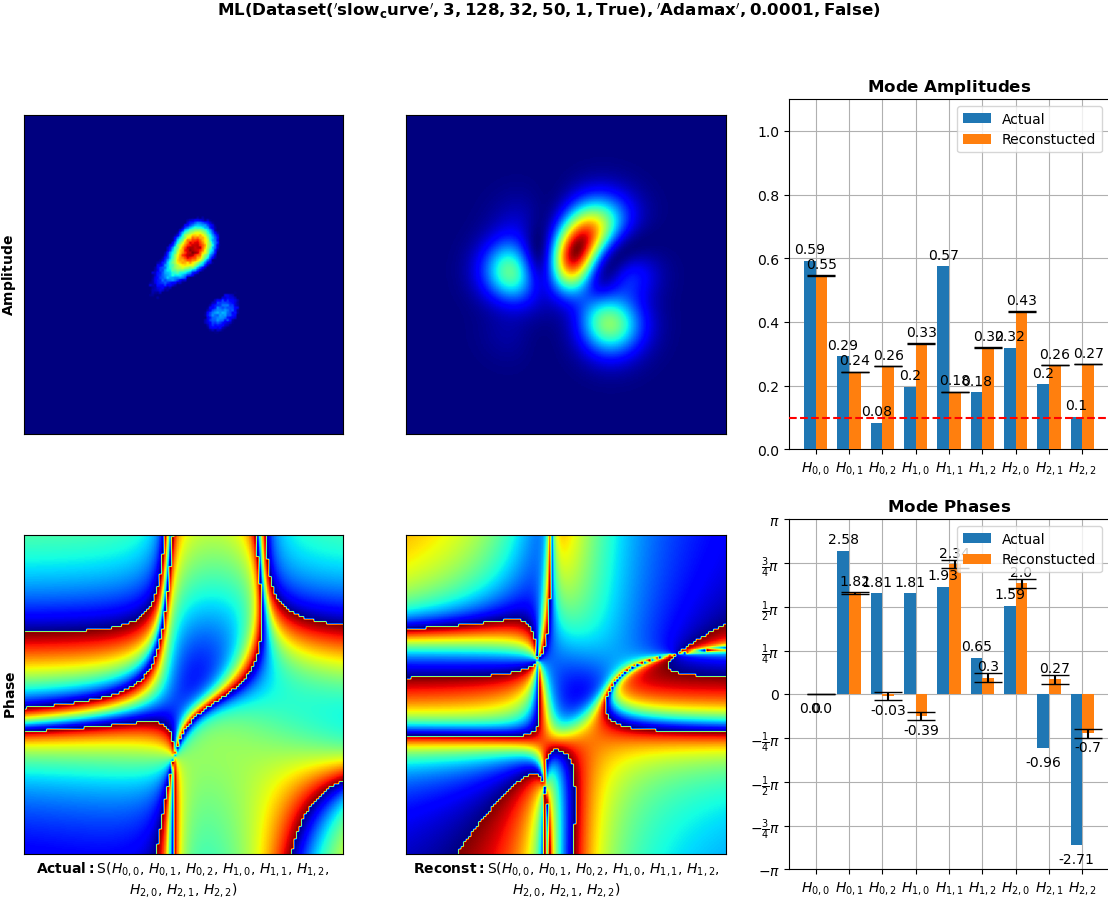 ML(Dataset('slow_curve', 3, 128, 32, 50, 1, True), 'Adamax', 0.0001, False)
Mode Amplitudes
Amplitude
Actual
Reconstucted
1.0
0.8
0.6
0.4
0.2
0.0
0.59
0.55
0.29
0.24
0.08
0.26
0.2
0.33
0.57
0.18
0.18
0.32
0.32
0.43
0.2
0.26
0.1
0.27
H0,0 H0,1 H0,2 H1,0 H1,1 H1,2 H2,0 H2,1 H2,2
Mode Phases
Phase
Actual
Reconstucted
π
3/4π
1/2π
1/4π
0
−1/4π
−1/2π
−3/4π
−π
0.0
0.0
2.58
1.82
1.81
-0.03
1.81
-0.39
1.93
2.34
0.65
0.3
1.59
2.0
-0.96
0.27
-2.71
-0.7
H0,0 H0,1 H0,2 H1,0 H1,1 H1,2 H2,0 H2,1 H2,2
Actual: S(H0,0, H0,1, H0,2, H1,0, H1,1, H1,2,
H2,0, H2,1, H2,2)
Reconst: S(H0,0, H0,1, H0,2, H1,0, H1,1, H1,2,
H2,0, H2,1, H2,2)